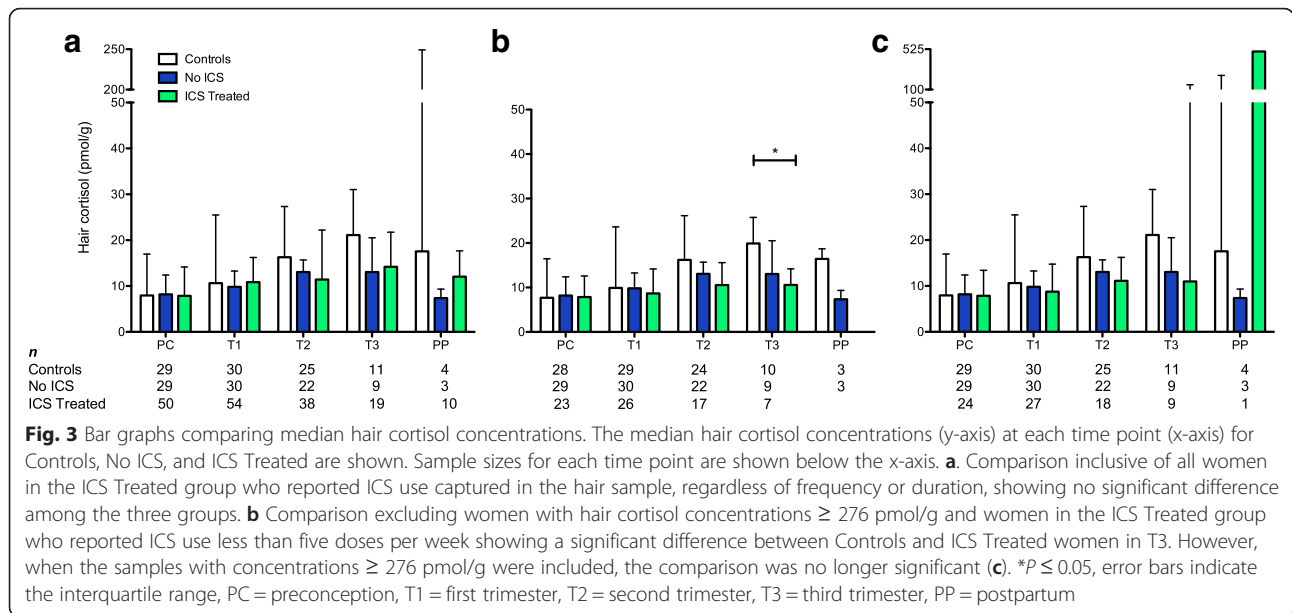 a
b
c
250
200
50
40
30
20
10
0
Hair cortisol (pmol/g)
Controls
No ICS
ICS Treated
PC T1 T2 T3 PP
50
40
30
20
10
0
*
PC T1 T2 T3 PP
525
100
50
40
30
20
10
0
PC T1 T2 T3 PP
n
Controls 29 30 25 11 4 28 29 24 10 3 29 30 25 11 4
No ICS 29 30 22 9 3 29 30 22 9 3 29 30 22 9 3
ICS Treated 50 54 38 19 10 23 26 17 7 24 27 18 9 1
Fig. 3 Bar graphs comparing median hair cortisol concentrations. The median hair cortisol concentrations (y-axis) at each time point (x-axis) for
Controls, No ICS, and ICS Treated are shown. Sample sizes for each time point are shown below the x-axis. a. Comparison inclusive of all women
in the ICS Treated group who reported ICS use captured in the hair sample, regardless of frequency or duration, showing no significant difference
among the three groups. b Comparison excluding women with hair cortisol concentrations ≥ 276 pmol/g and women in the ICS Treated group
who reported ICS use less than five doses per week showing a significant difference between Controls and ICS Treated women in T3. However,
when the samples with concentrations ≥ 276 pmol/g were included, the comparison was no longer significant (c). *P ≤ 0.05, error bars indicate
the interquartile range, PC = preconception, T1 = first trimester, T2 = second trimester, T3 = third trimester, PP = postpartum